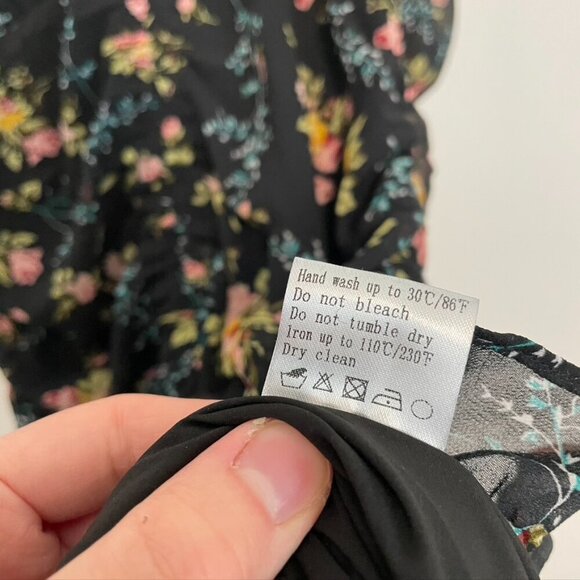 Hand wash up to 30℃/86℉
Do not bleach
Do not tumble dry
Iron up to 110℃/230℉
Dry clean